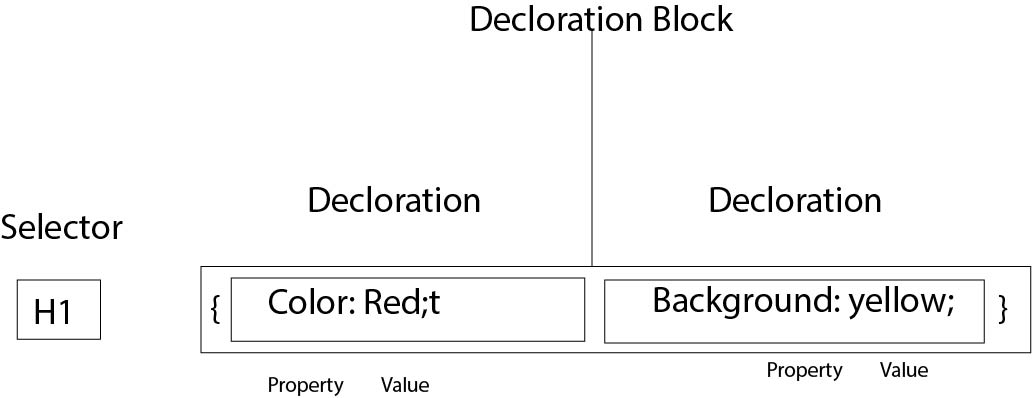 Decloration Block
Decloration Decloration
Selector
H1 { Color: Red;t Background: yellow; }
Property Value Property Value